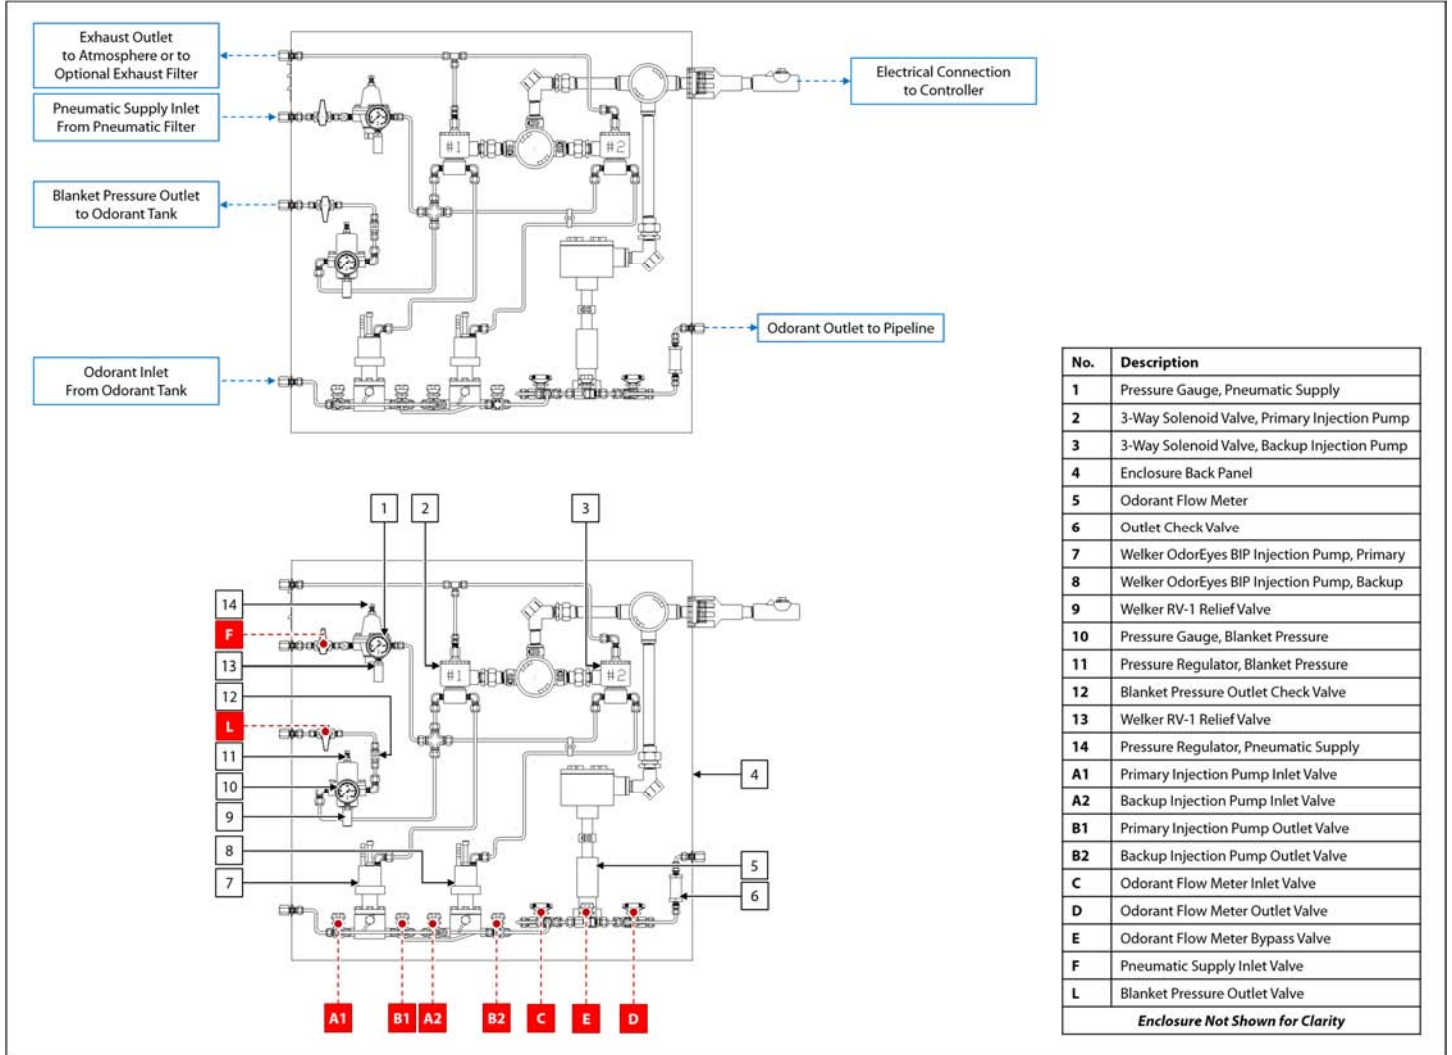 Exhaust Outlet
to Atmosphere or to
Optional Exhaust Filter
Pneumatic Supply Inlet
From Pneumatic Filter
Blanket Pressure Outlet
to Odorant Tank
Odorant Inlet
From Odorant Tank
Electrical Connection
to Controller
Odorant Outlet to Pipeline
#1
#2
1
2
3
14
F
13
12
L
11
10
9
8
7
#1
#2
4
5
6
A1
B1
A2
B2
C
E
D
No. Description
1 Pressure Gauge, Pneumatic Supply
2 3-Way Solenoid Valve, Primary Injection Pump
3 3-Way Solenoid Valve, Backup Injection Pump
4 Enclosure Back Panel
5 Odorant Flow Meter
6 Outlet Check Valve
7 Welker OdorEyes BIP Injection Pump, Primary
8 Welker OdorEyes BIP Injection Pump, Backup
9 Welker RV-1 Relief Valve
10 Pressure Gauge, Blanket Pressure
11 Pressure Regulator, Blanket Pressure
12 Blanket Pressure Outlet Check Valve
13 Welker RV-1 Relief Valve
14 Pressure Regulator, Pneumatic Supply
A1 Primary Injection Pump Inlet Valve
A2 Backup Injection Pump Inlet Valve
B1 Primary Injection Pump Outlet Valve
B2 Backup Injection Pump Outlet Valve
C Odorant Flow Meter Inlet Valve
D Odorant Flow Meter Outlet Valve
E Odorant Flow Meter Bypass Valve
F Pneumatic Supply Inlet Valve
L Blanket Pressure Outlet Valve
Enclosure Not Shown for Clarity